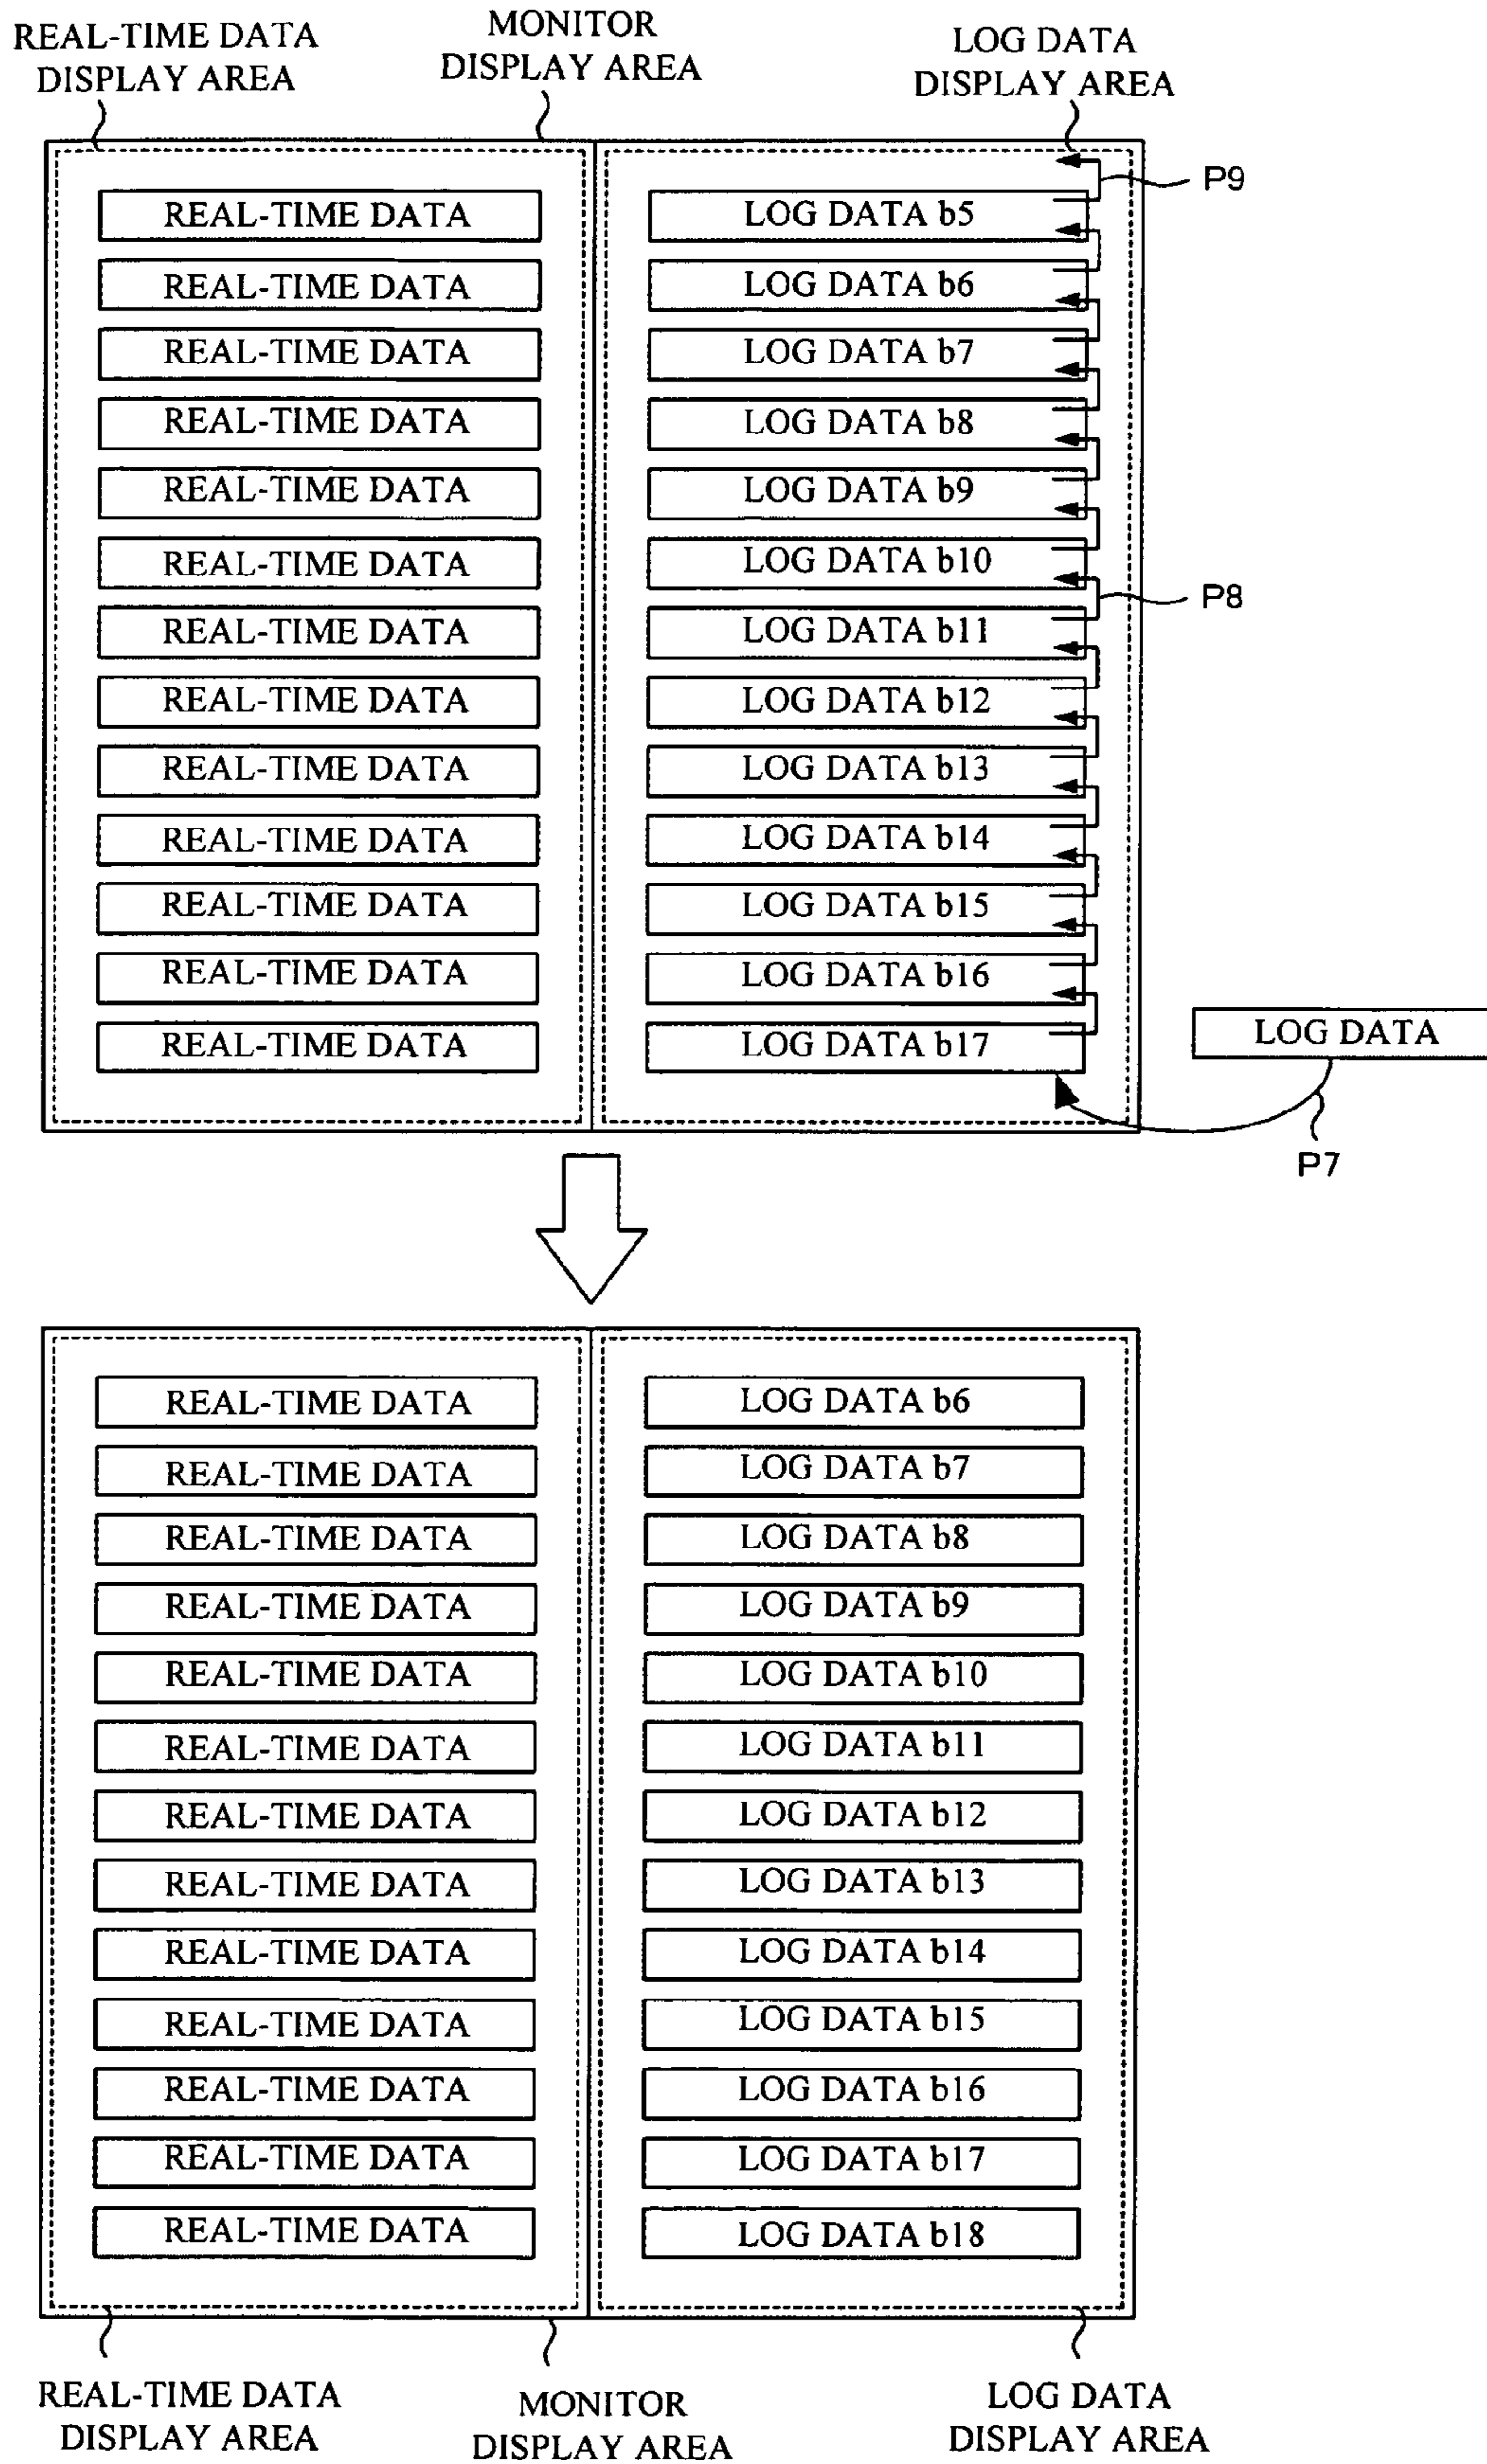 REAL-TIME DATA
DISPLAY AREA
MONITOR
DISPLAY AREA
LOG DATA
DISPLAY AREA
P9
REAL-TIME DATA
LOG DATA b5
REAL-TIME DATA
LOG DATA b6
REAL-TIME DATA
LOG DATA b7
REAL-TIME DATA
LOG DATA b8
REAL-TIME DATA
LOG DATA b9
REAL-TIME DATA
LOG DATA b10
P8
REAL-TIME DATA
LOG DATA b11
REAL-TIME DATA
LOG DATA b12
REAL-TIME DATA
LOG DATA b13
REAL-TIME DATA
LOG DATA b14
REAL-TIME DATA
LOG DATA b15
REAL-TIME DATA
LOG DATA b16
REAL-TIME DATA
LOG DATA b17
LOG DATA
P7
REAL-TIME DATA
LOG DATA b6
REAL-TIME DATA
LOG DATA b7
REAL-TIME DATA
LOG DATA b8
REAL-TIME DATA
LOG DATA b9
REAL-TIME DATA
LOG DATA b10
REAL-TIME DATA
LOG DATA b11
REAL-TIME DATA
LOG DATA b12
REAL-TIME DATA
LOG DATA b13
REAL-TIME DATA
LOG DATA b14
REAL-TIME DATA
LOG DATA b15
REAL-TIME DATA
LOG DATA b16
REAL-TIME DATA
LOG DATA b17
REAL-TIME DATA
LOG DATA b18
REAL-TIME DATA
DISPLAY AREA
MONITOR
DISPLAY AREA
LOG DATA
DISPLAY AREA